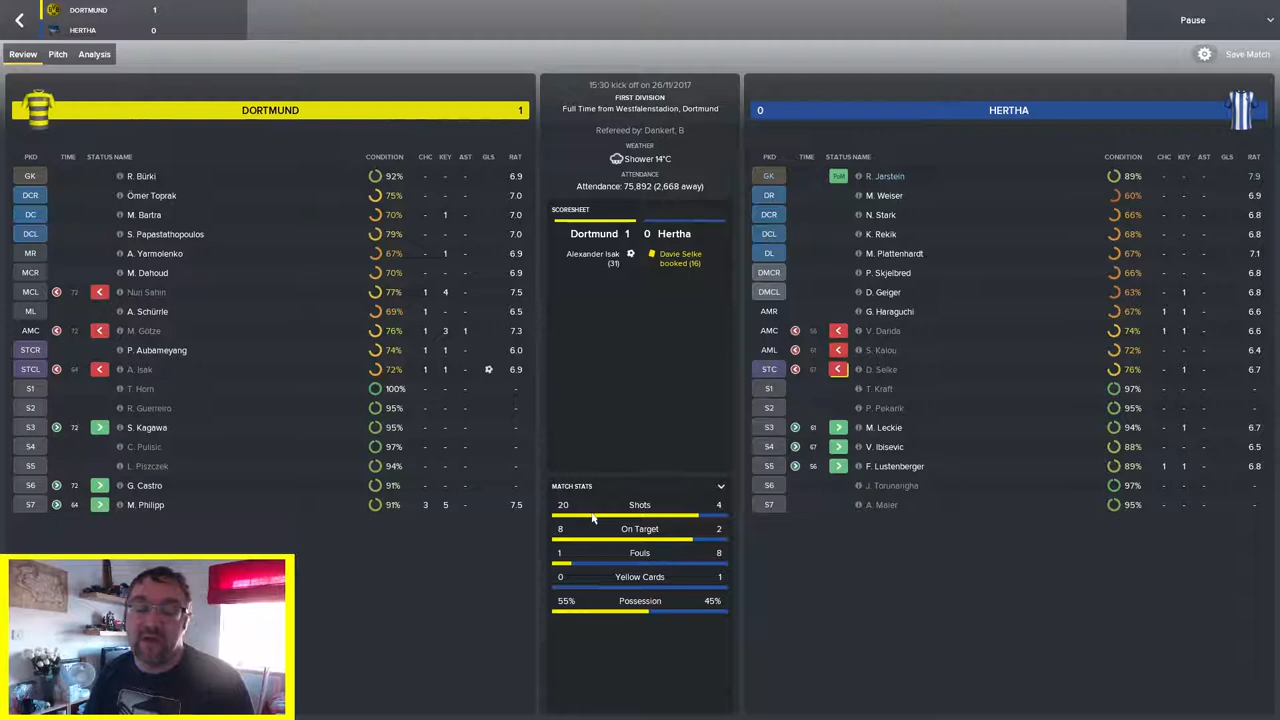 DORTMUND 1
HERTHA 0
Pause
Review Pitch Analysis
Save Match
DORTMUND 1
PKD TIME STATUS NAME CONDITION CHC KEY AST GLS RAT
GK R. Bürki 92% - - - - 6.9
DCR Ömer Toprak 75% - - - - 7.0
DC M. Bartra 70% - 1 - - 7.0
DCL S. Papastathopoulos 79% - - - - 7.0
MR A. Yarmolenko 67% - 1 - - 6.9
MCR M. Dahoud 70% - - - - 6.9
MCL 72 Nuri Sahin 77% 1 4 - - 7.5
ML A. Schürrle 69% 1 - - - 6.5
AMC 72 M. Götze 76% 1 3 1 - 7.3
STCR P. Aubameyang 74% 1 1 - - 6.0
STCL 64 A. Isak 72% 1 1 - 6.9
S1 T. Horn 100% - - - - -
S2 R. Guerreiro 95% - - - - -
S3 72 S. Kagawa 95% - - - - -
S4 C. Pulisic 97% - - - - -
S5 L. Piszczek 94% - - - - -
S6 72 G. Castro 91% - - - - -
S7 64 M. Philipp 91% 3 5 - - 7.5
15:30 kick off on 26/11/2017
FIRST DIVISION
Full Time from Westfalenstadion, Dortmund
Refereed by: Dankert, B
WEATHER
Shower 14°C
ATTENDANCE
Attendance: 75,892 (2,668 away)
SCORESHEET
Dortmund 1 0 Hertha
Alexander Isak
(31)
Davie Selke
booked (16)
MATCH STATS
20 Shots 4
8 On Target 2
1 Fouls 8
0 Yellow Cards 1
55% Possession 45%
0 HERTHA
PKD TIME STATUS NAME CONDITION CHC KEY AST GLS RAT
GK PoM R. Jarstein 89% - - - - 7.9
DR M. Weiser 60% - - - - 6.9
DCR N. Stark 66% - - - - 6.8
DCL K. Rekik 68% - - - - 6.8
DL M. Plattenhardt 67% - - - - 7.1
DMCR P. Skjelbred 66% - - - - 6.8
DMCL D. Geiger 63% - 1 - - 6.8
AMR G. Haraguchi 67% 1 1 - - 6.6
AMC 56 V. Darida 74% 1 1 - - 6.6
AML 61 S. Kalou 72% - - - - 6.4
STC 67 D. Selke 76% - 1 - - 6.7
S1 T. Kraft 97% - - - - -
S2 P. Pekarik 95% - - - - -
S3 61 M. Leckie 94% - 1 - - 6.7
S4 67 V. Ibisevic 88% - - - - 6.5
S5 56 F. Lustenberger 89% 1 1 - - 6.8
S6 J. Torunarigha 97% - - - - -
S7 A. Maier 95% - - - - -